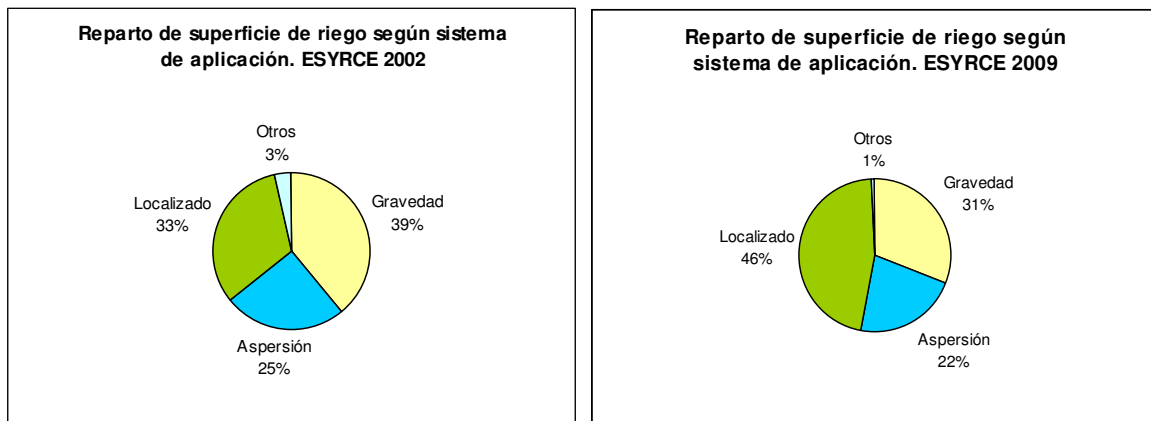 Reparto de superficie de riego según sistema
de aplicación. ESYRCE 2002
Otros
3%
Gravedad
39%
Localizado
33%
Aspersión
25%
Reparto de superficie de riego según
sistema de aplicación. ESYRCE 2009
Otros
1%
Gravedad
31%
Localizado
46%
Aspersión
22%